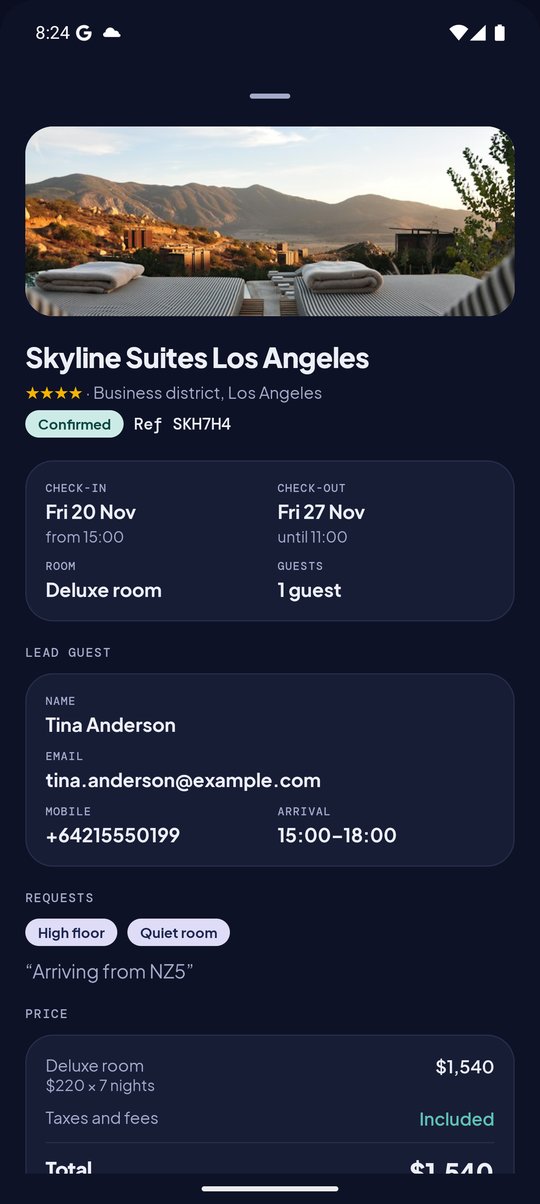 8:24
Skyline Suites Los Angeles
★★★★ · Business district, Los Angeles
Confirmed Ref SKH7H4
CHECK-IN CHECK-OUT
Fri 20 Nov Fri 27 Nov
from 15:00 until 11:00
ROOM GUESTS
Deluxe room 1 guest
LEAD GUEST
NAME
Tina Anderson
EMAIL
tina.anderson@example.com
MOBILE ARRIVAL
+64215550199 15:00–18:00
REQUESTS
High floor Quiet room
“Arriving from NZ5”
PRICE
Deluxe room $1,540
$220 × 7 nights
Taxes and fees Included
Total $1,540